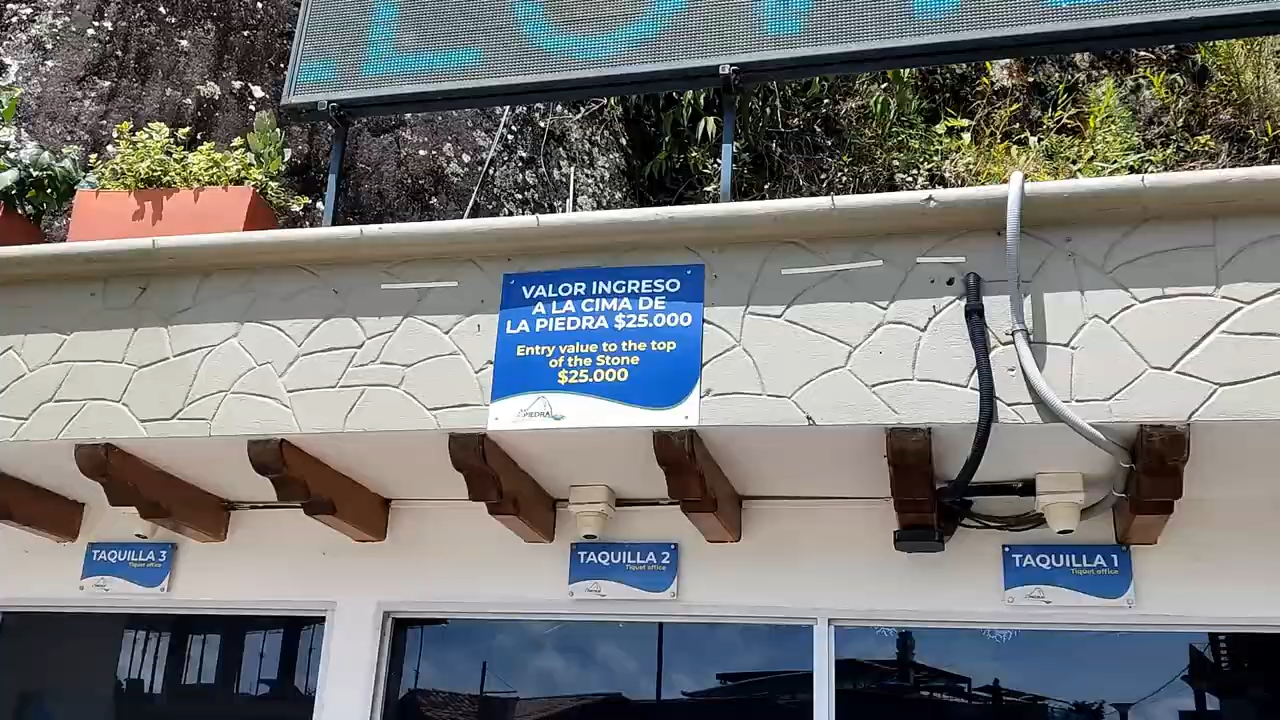 VALOR INGRESO
A LA CIMA DE
LA PIEDRA $25.000
Entry value to the top
of the Stone
$25.000
PIEDRA
TAQUILLA 3
Tiquet office
TAQUILLA 2
Tiquet office
TAQUILLA 1
Tiquet office